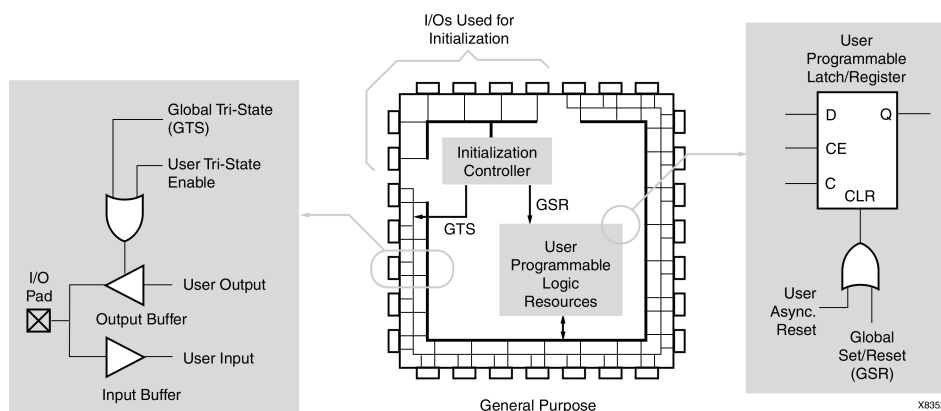 I/Os Used for
Initialization
Global Tri-State
(GTS)
User Tri-State
Enable
I/O
Pad
User Output
Output Buffer
User Input
Input Buffer
Initialization
Controller
GSR
GTS
User
Programmable
Logic
Resources
General Purpose
User
Programmable
Latch/Register
D
Q
CE
C
CLR
User
Async.
Reset
Global
Set/Reset
(GSR)